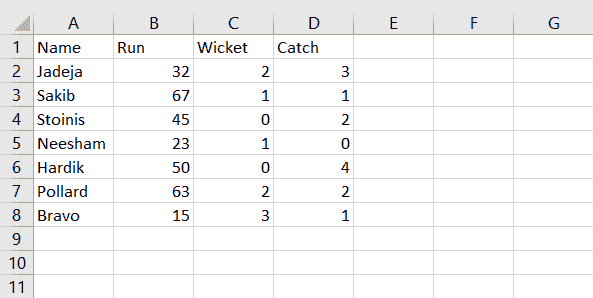 A B C D E F G
1 Name Run Wicket Catch
2 Jadeja 32 2 3
3 Sakib 67 1 1
4 Stoinis 45 0 2
5 Neesham 23 1 0
6 Hardik 50 0 4
7 Pollard 63 2 2
8 Bravo 15 3 1
9
10
11